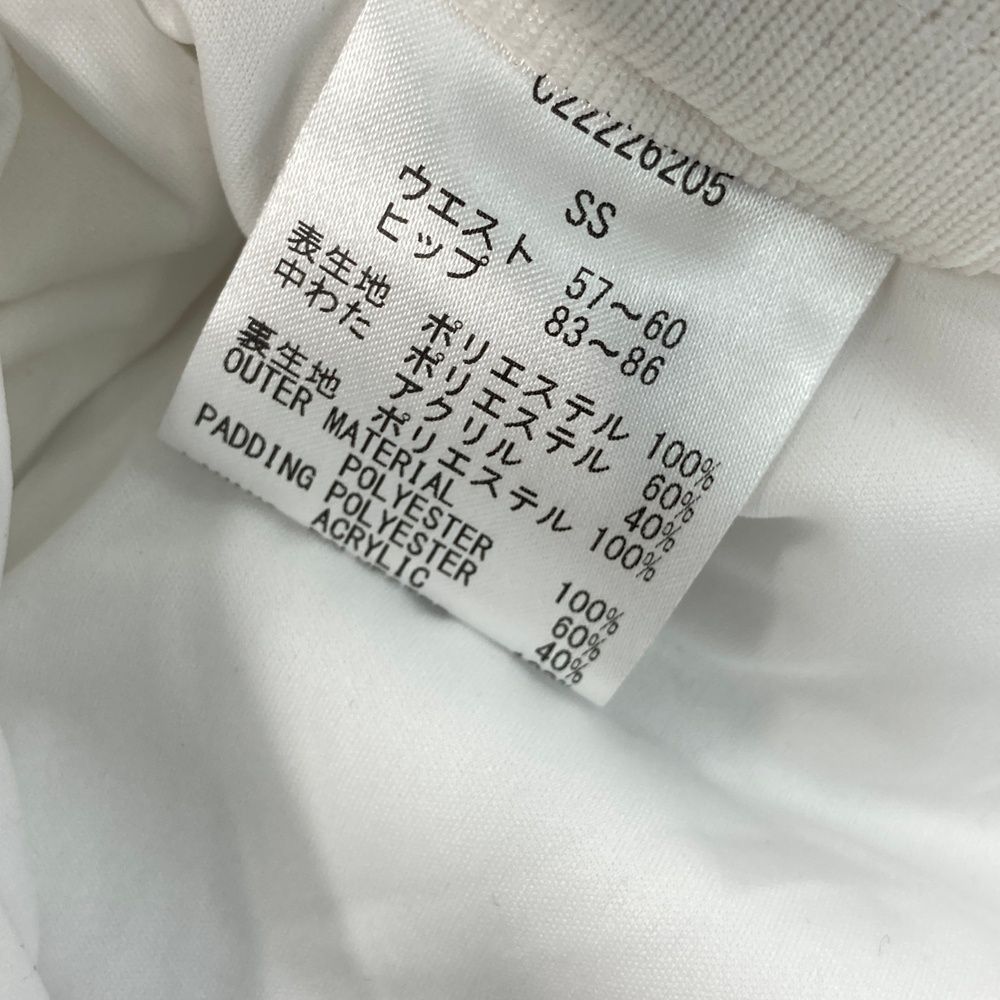 C22226205
SS
ウエスト 57～60
ヒップ 83～86
表生地 ポリエステル 100%
中わた ポリエステル 60%
アクリル 40%
裏生地 ポリエステル 100%
OUTER MATERIAL
POLYESTER 100%
PADDING POLYESTER 60%
ACRYLIC 40%